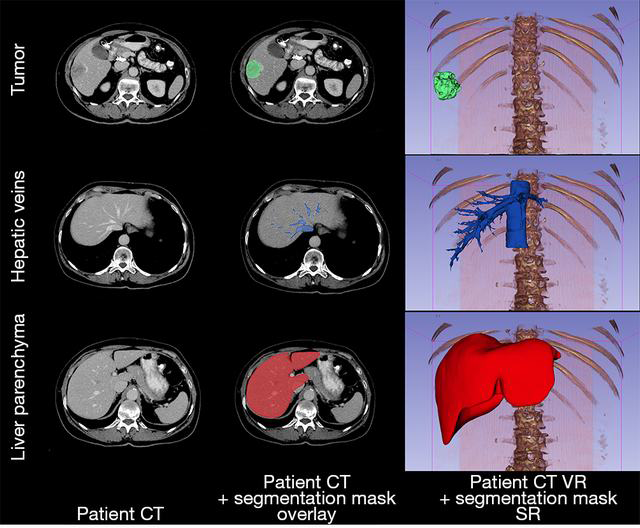 Tumor
Hepatic veins
Liver parenchyma
Patient CT
Patient CT
+ segmentation mask
overlay
Patient CT VR
+ segmentation mask
SR